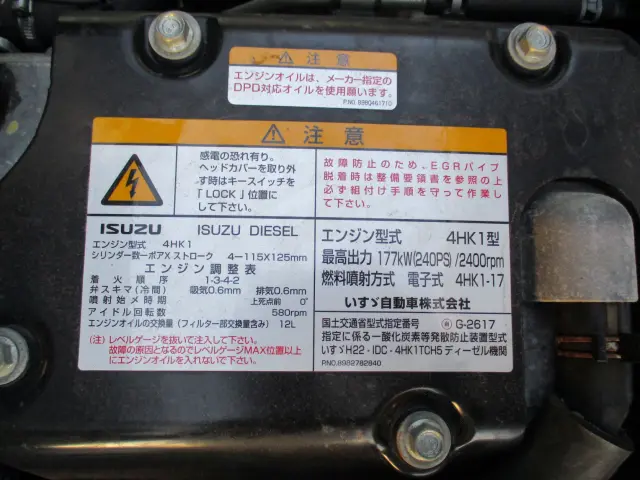 ⚠ 注意
エンジンオイルは、メーカー指定の
DPD対応オイルを使用願います。
P.NO. 8980461710
⚠ 注意
感電の恐れ有り。
ヘッドカバーを取り外
す時はキースイッチを
「LOCK」位置に
して下さい。
故障防止のため、EGRパイプ
脱着時は整備要領書を参照の上
必ず組付け手順を守って作業し
て下さい。
ISUZU ISUZU DIESEL
エンジン型式 4HK1
シリンダー数−ボアXストローク 4−115X125mm
エンジン調整表
着火順序 1-3-4-2
弁スキマ(冷間) 吸気0.6mm 排気0.6mm
噴射始メ時期 上死点前 0°
アイドル回転数 580rpm
エンジンオイルの交換量(フィルター部交換量含み) 12L
(注)レベルゲージを抜いて注入して下さい。
故障の原因となるのでレベルゲージMAX位置以上
にエンジンオイルを入れないで下さい。
エンジン型式 4HK1型
最高出力 177kW(240PS)/2400rpm
燃料噴射方式 電子式 4HK1-17
いすゞ自動車株式会社
国土交通省型式指定番号 G-2617
指定に係る一酸化炭素等発散防止装置型式
いすゞH22・IDC・4HK1TCH5 ディーゼル機関
P.NO.8982782840